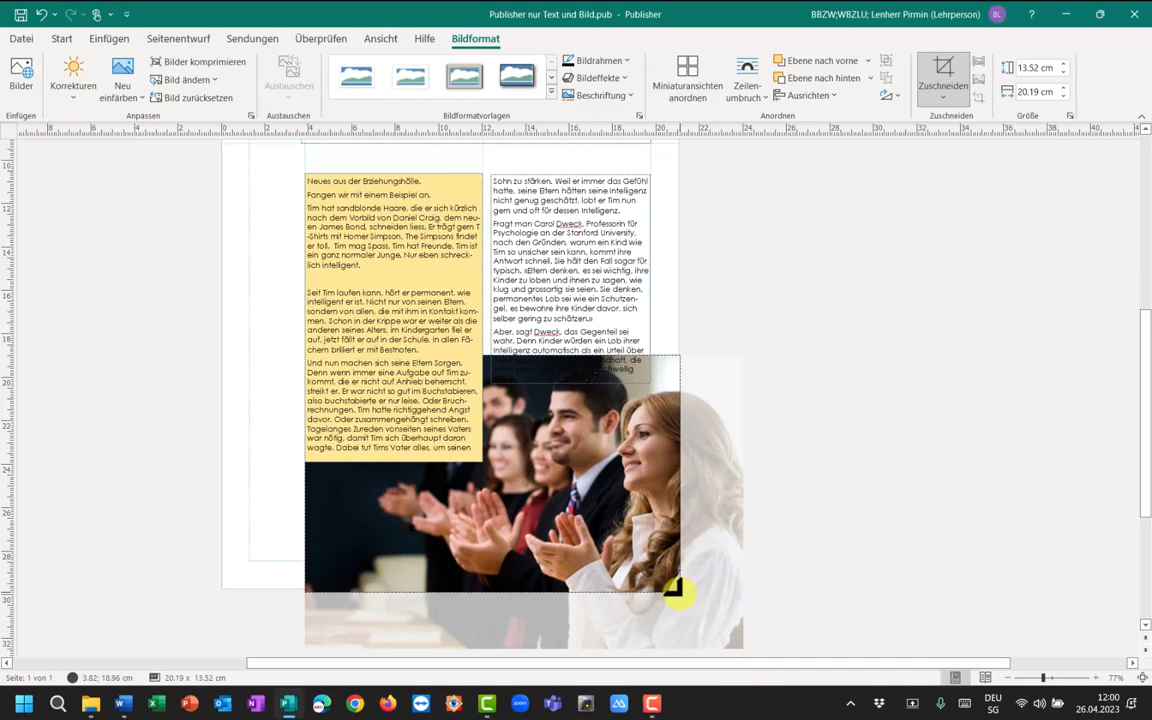 Publisher nur Text und Bild.pub - Publisher
BBZW;WBZLU; Lenherr Pirmin (Lehrperson)
BL
?
Datei
Start
Einfügen
Seitenentwurf
Sendungen
Überprüfen
Ansicht
Hilfe
Bildformat
Bilder
Korrekturen
Neu einfärben
Bilder komprimieren
Bild ändern
Bild zurücksetzen
Austauschen
Bildrahmen
Bildeffekte
Beschriftung
Miniaturansichten anordnen
Zeilen-
umbruch
Ebene nach vorne
Ebene nach hinten
Ausrichten
Zuschneiden
13.52 cm
20.19 cm
Einfügen
Anpassen
Austauschen
Bildformatvorlagen
Anordnen
Zuschneiden
Größe
Neues aus der Erziehungshölle.
Fangen wir mit einem Beispiel an.
Tim hat sandblonde Haare, die er sich kürzlich
nach dem Vorbild von Daniel Craig, dem neu-
en James Bond, schneiden liess. Er trägt gern T
-Shirts mit Homer Simpson, The Simpsons findet
er toll. Tim mag Spass, Tim hat Freunde, Tim ist
ein ganz normaler Junge. Nur eben schreck-
lich intelligent.
Seit Tim laufen kann, hört er permanent, wie
intelligent er ist. Nicht nur von seinen Eltern,
sondern von allen, die mit ihm in Kontakt kom-
men. Schon in der Krippe war er weiter als die
anderen seines Alters, im Kindergarten fiel er
auf, jetzt fällt er auf in der Schule. In allen Fä-
chern brilliert er mit Bestnoten.
Und nun machen sich seine Eltern Sorgen.
Denn wenn immer eine Aufgabe auf Tim zu-
kommt, die er nicht auf Anhieb beherrscht,
streikt er. Er war nicht so gut im Buchstabieren,
also buchstabierte er nur leise. Oder Bruch-
rechnungen. Tim hatte richtiggehend Angst
davor. Oder zusammengehängt schreiben.
Tagelanges Zureden vonseiten seines Vaters
war nötig, damit Tim sich überhaupt daran
wagte. Dabei tut Tims Vater alles, um seinen
Sohn zu stärken. Weil er immer das Gefühl
hatte, seine Eltern hätten seine Intelligenz
nicht genug geschätzt, lobt er Tim nun
gern und oft für dessen Intelligenz.
Fragt man Carol Dweck, Professorin für
Psychologie an der Stanford University,
nach den Gründen, warum ein Kind wie
Tim so unsicher sein kann, kommt ihre
Antwort schnell. Sie hält den Fall sogar für
typisch. «Eltern denken, es sei wichtig, ihre
Kinder zu loben und ihnen zu sagen, wie
klug und grossartig sie seien. Sie denken,
permanentes Lob sei wie ein Schutzen-
gel, es bewahre ihre Kinder davor, sich
selber gering zu schätzen.»
Aber, sagt Dweck, das Gegenteil sei
wahr. Denn Kinder würden ein Lob ihrer
Intelligenz automatisch als ein Urteil über
Seite: 1 von 1
3.82; 18.96 cm
20.19 x 13.52 cm
77%
DEU
SG
12:00
26.04.2023